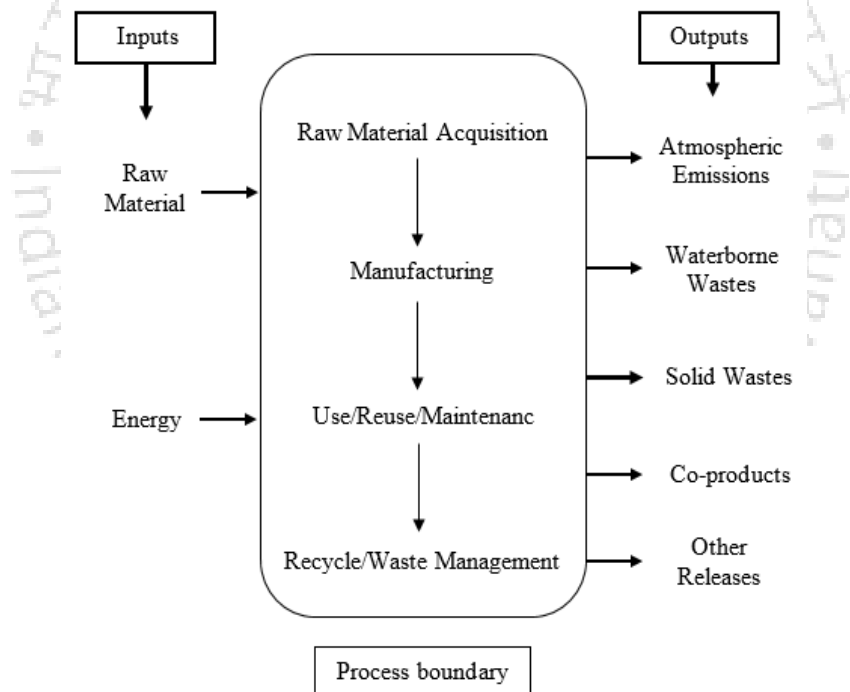 Inputs
Outputs
Raw Material Acquisition
Atmospheric
Emissions
Raw
Material
Waterborne
Wastes
Manufacturing
Solid Wastes
Energy
Use/Reuse/Maintenanc
Co-products
Recycle/Waste Management
Other
Releases
Process boundary